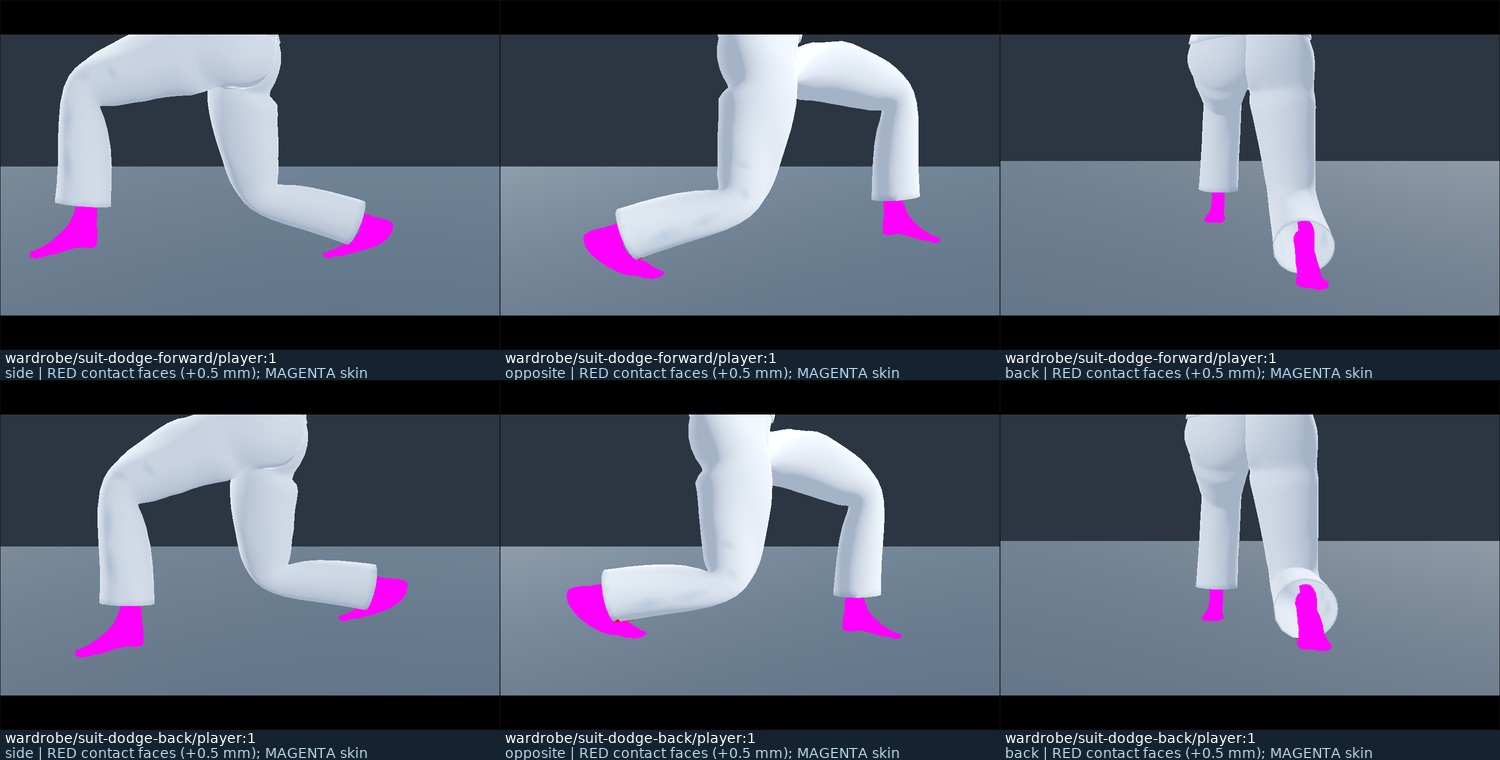 wardrobe/suit-dodge-forward/player:1
side | RED contact faces (+0.5 mm); MAGENTA skin
wardrobe/suit-dodge-forward/player:1
opposite | RED contact faces (+0.5 mm); MAGENTA skin
wardrobe/suit-dodge-forward/player:1
back | RED contact faces (+0.5 mm); MAGENTA skin
wardrobe/suit-dodge-back/player:1
side | RED contact faces (+0.5 mm); MAGENTA skin
wardrobe/suit-dodge-back/player:1
opposite | RED contact faces (+0.5 mm); MAGENTA skin
wardrobe/suit-dodge-back/player:1
back | RED contact faces (+0.5 mm); MAGENTA skin